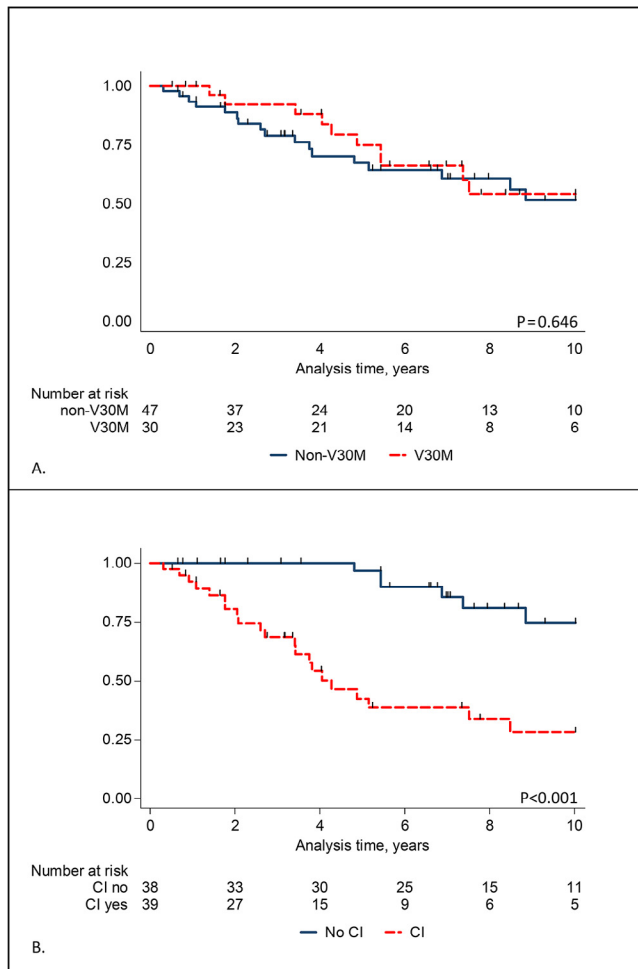 1.00
0.75
0.50
0.25
0.00
P=0.646
0 2 4 6 8 10
Analysis time, years
Number at risk
non-V30M 47 37 24 20 13 10
V30M 30 23 21 14 8 6
Non-V30M V30M
A.
1.00
0.75
0.50
0.25
0.00
P<0.001
0 2 4 6 8 10
Analysis time, years
Number at risk
CI no 38 33 30 25 15 11
CI yes 39 27 15 9 6 5
No CI CI
B.